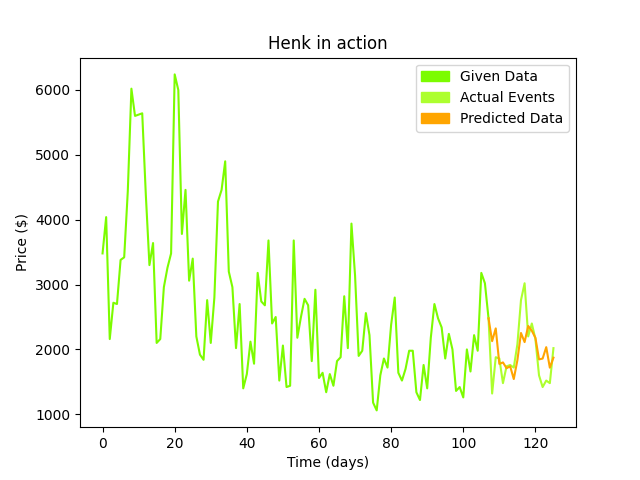 Henk in action
Given Data
Actual Events
Predicted Data
Price ($)
6000
5000
4000
3000
2000
1000
0 20 40 60 80 100 120
Time (days)